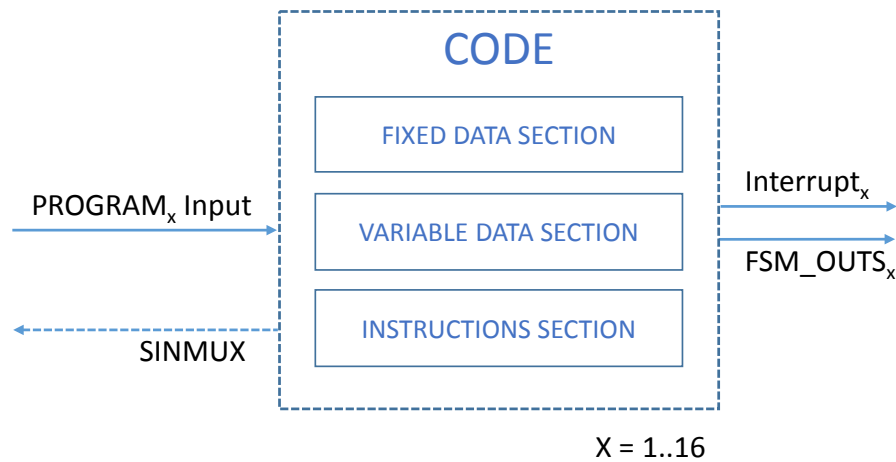 CODE
FIXED DATA SECTION
PROGRAMx Input
VARIABLE DATA SECTION
Interruptx
FSM_OUTSx
INSTRUCTIONS SECTION
SINMUX
X = 1..16